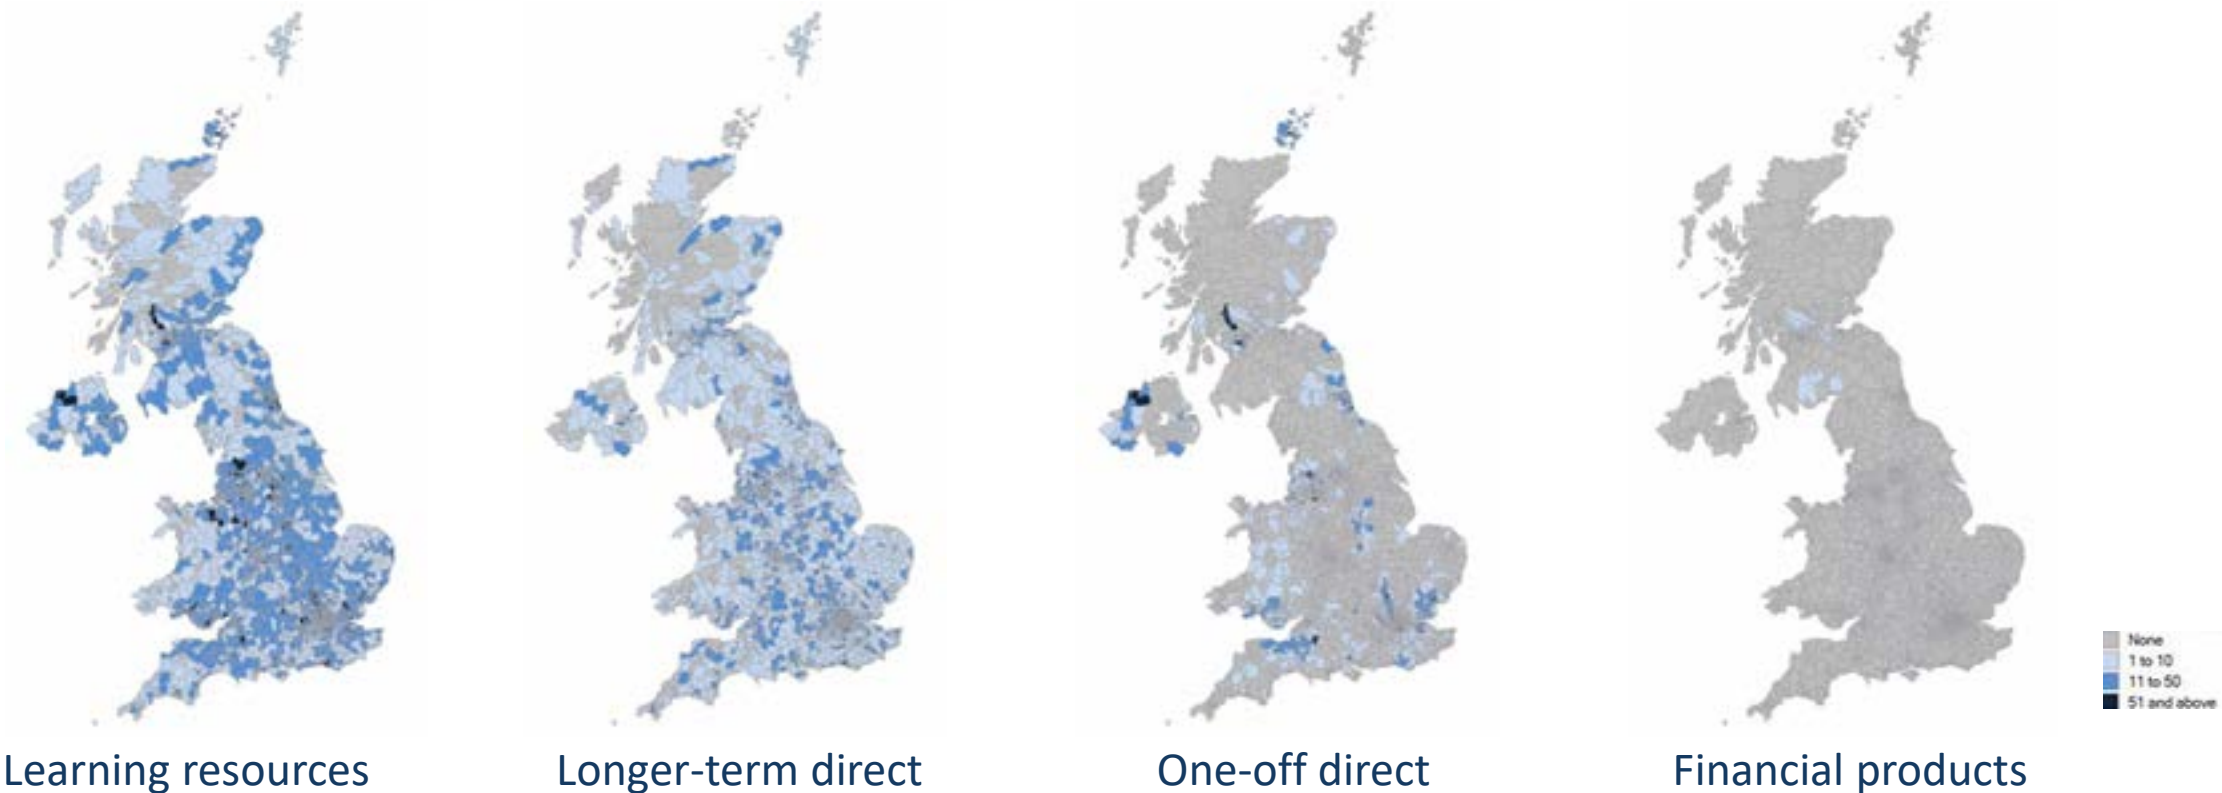 None
1 to 10
11 to 50
51 and above
Learning resources
Longer-term direct
One-off direct
Financial products